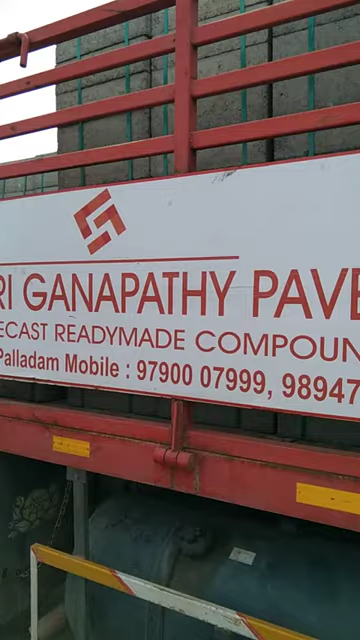 RI GANAPATHY PAVE
ECAST READYMADE COMPOUN
Palladam Mobile : 97900 07999, 98947